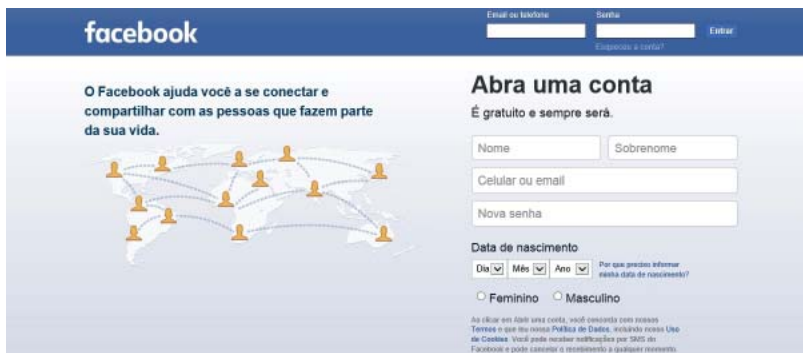 facebook
Email ou telefone
Senha
Entrar
Esqueceu a conta?
O Facebook ajuda você a se conectar e
compartilhar com as pessoas que fazem parte
da sua vida.
Abra uma conta
É gratuito e sempre será.
Nome
Sobrenome
Celular ou email
Nova senha
Data de nascimento
Dia Mês Ano
Por que preciso informar
minha data de nascimento?
Feminino Masculino
Ao clicar em Abrir uma conta, você concorda com nossos
Termos e que leu nossa Política de Dados, incluindo nosso Uso
de Cookies. Você pode receber notificações por SMS do
Facebook e pode cancelar o recebimento a qualquer momento.